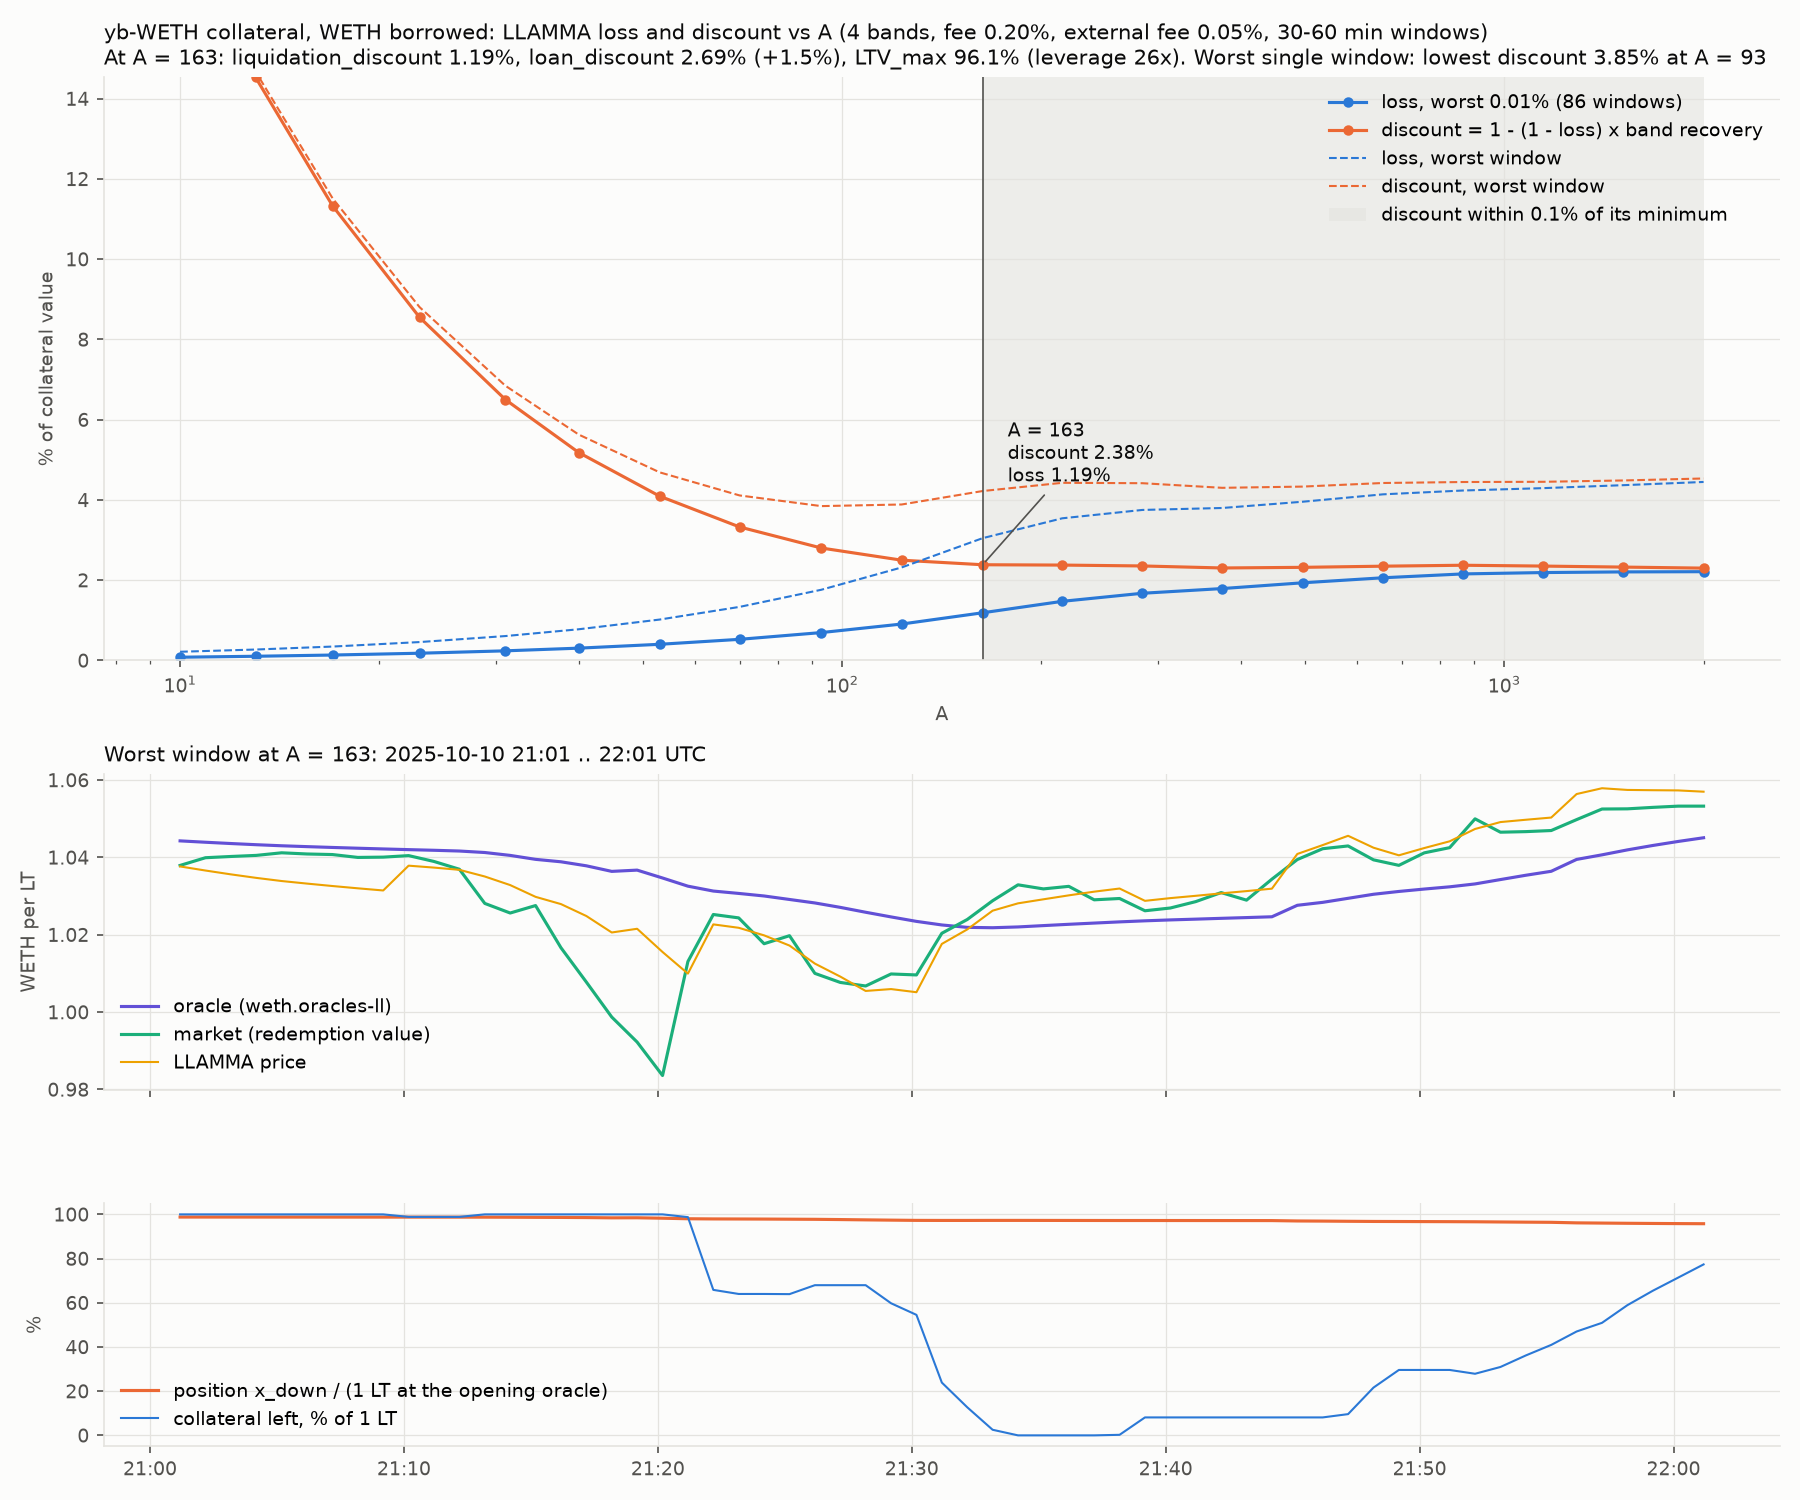 yb-WETH collateral, WETH borrowed: LLAMMA loss and discount vs A (4 bands, fee 0.20%, external fee 0.05%, 30-60 min windows)
At A = 163: liquidation_discount 1.19%, loan_discount 2.69% (+1.5%), LTV_max 96.1% (leverage 26x). Worst single window: lowest discount 3.85% at A = 93
% of collateral value
14
12
10
8
6
4
2
0
loss, worst 0.01% (86 windows)
discount = 1 - (1 - loss) x band recovery
loss, worst window
discount, worst window
discount within 0.1% of its minimum
A = 163
discount 2.38%
loss 1.19%
10¹
10²
10³
A
Worst window at A = 163: 2025-10-10 21:01 .. 22:01 UTC
WETH per LT
1.06
1.04
1.02
1.00
0.98
oracle (weth.oracles-ll)
market (redemption value)
LLAMMA price
%
100
80
60
40
20
0
position x_down / (1 LT at the opening oracle)
collateral left, % of 1 LT
21:00
21:10
21:20
21:30
21:40
21:50
22:00